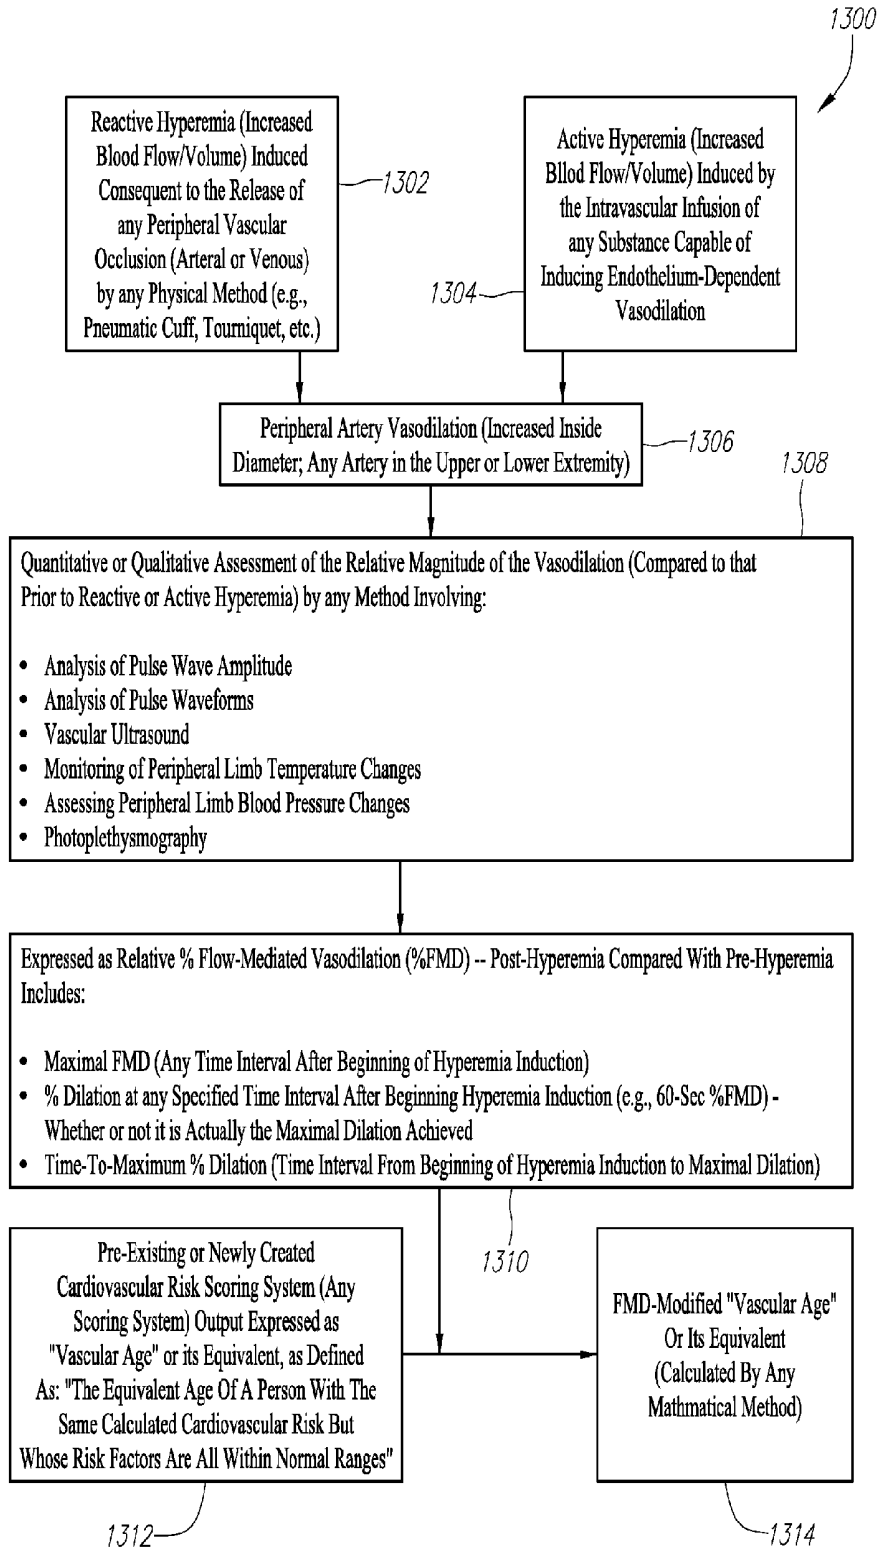 1300
Reactive Hyperemia (Increased
Blood Flow/Volume) Induced
Consequent to the Release of
any Peripheral Vascular
Occlusion (Arteral or Venous)
by any Physical Method (e.g.,
Pneumatic Cuff, Tourniquet, etc.)
1302
Active Hyperemia (Increased
Bllod Flow/Volume) Induced by
the Intravascular Infusion of
any Substance Capable of
Inducing Endothelium-Dependent
Vasodilation
1304
Peripheral Artery Vasodilation (Increased Inside
Diameter; Any Artery in the Upper or Lower Extremity)
1306
1308
Quantitative or Qualitative Assessment of the Relative Magnitude of the Vasodilation (Compared to that
Prior to Reactive or Active Hyperemia) by any Method Involving:
• Analysis of Pulse Wave Amplitude
• Analysis of Pulse Waveforms
• Vascular Ultrasound
• Monitoring of Peripheral Limb Temperature Changes
• Assessing Peripheral Limb Blood Pressure Changes
• Photoplethysmography
Expressed as Relative % Flow-Mediated Vasodilation (%FMD) -- Post-Hyperemia Compared With Pre-Hyperemia
Includes:
• Maximal FMD (Any Time Interval After Beginning of Hyperemia Induction)
• % Dilation at any Specified Time Interval After Beginning Hyperemia Induction (e.g., 60-Sec %FMD) -
Whether or not it is Actually the Maximal Dilation Achieved
• Time-To-Maximum % Dilation (Time Interval From Beginning of Hyperemia Induction to Maximal Dilation)
1310
Pre-Existing or Newly Created
Cardiovascular Risk Scoring System (Any
Scoring System) Output Expressed as
"Vascular Age" or its Equivalent, as Defined
As: "The Equivalent Age Of A Person With The
Same Calculated Cardiovascular Risk But
Whose Risk Factors Are All Within Normal Ranges"
1312
FMD-Modified "Vascular Age"
Or Its Equivalent
(Calculated By Any
Mathmatical Method)
1314